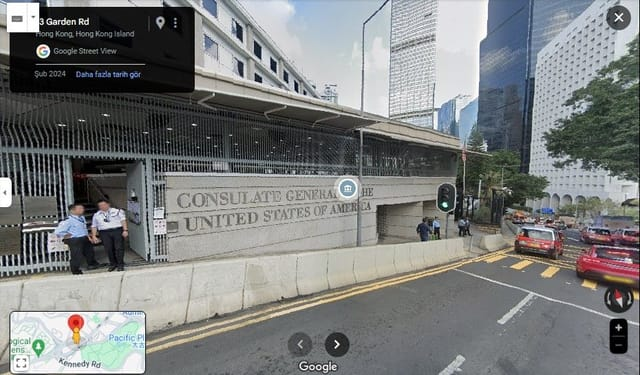 3 Garden Rd
Hong Kong, Hong Kong Island
Google Street View
Şub 2024 Daha fazla tarih gör
CONSULATE GENERAL THE
UNITED STATES OF AMERICA
Pacific Pl
Kennedy Rd
Google